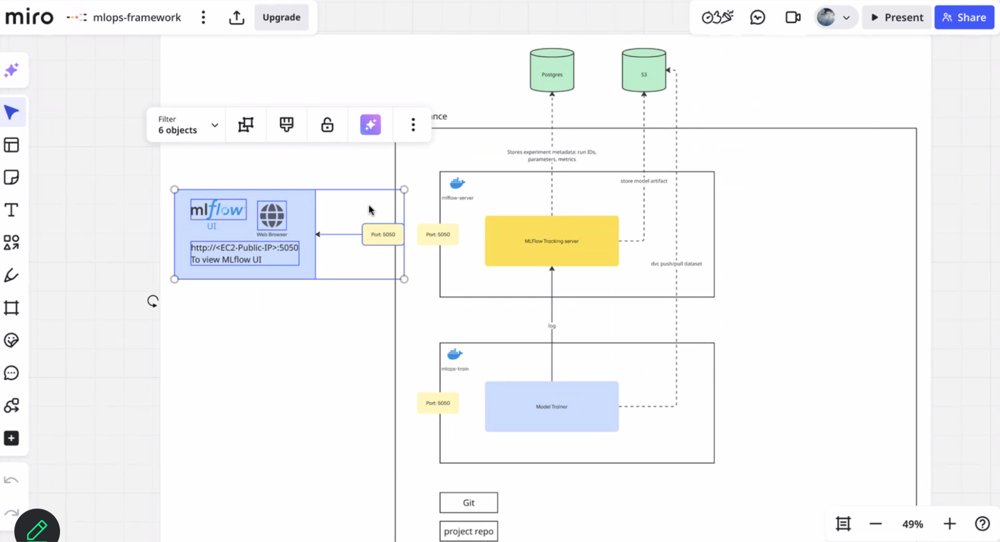 miro
mlops-framework
Upgrade
Present
Share
Postgres
S3
Filter
6 objects
nce
Stores experiment metadata: run IDs,
parameters, metrics
store model artifact
mlflow-server
mlflow
UI
Web Browser
Port: 5050
Port: 5050
MLFlow Tracking server
http://<EC2-Public-IP>:5050
To view MLflow UI
dvc push/pull dataset
log
mlops-train
Port: 5050
Model Trainer
Git
project repo
49%